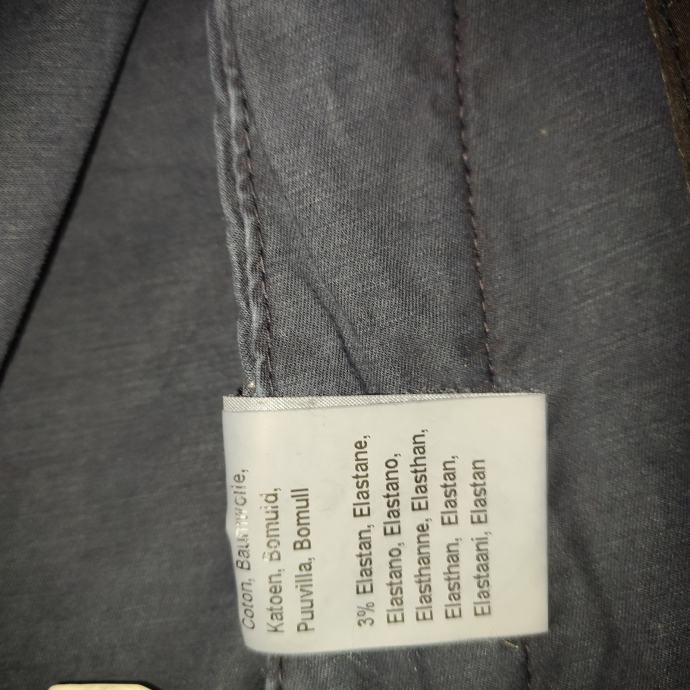 Coton, Baumwolle,
Katoen, Bomuld,
Puuvilla, Bomull
3% Elastan, Elastane,
Elastano, Elastano,
Elasthanne, Elasthan,
Elasthan, Elastan,
Elastaani, Elastan